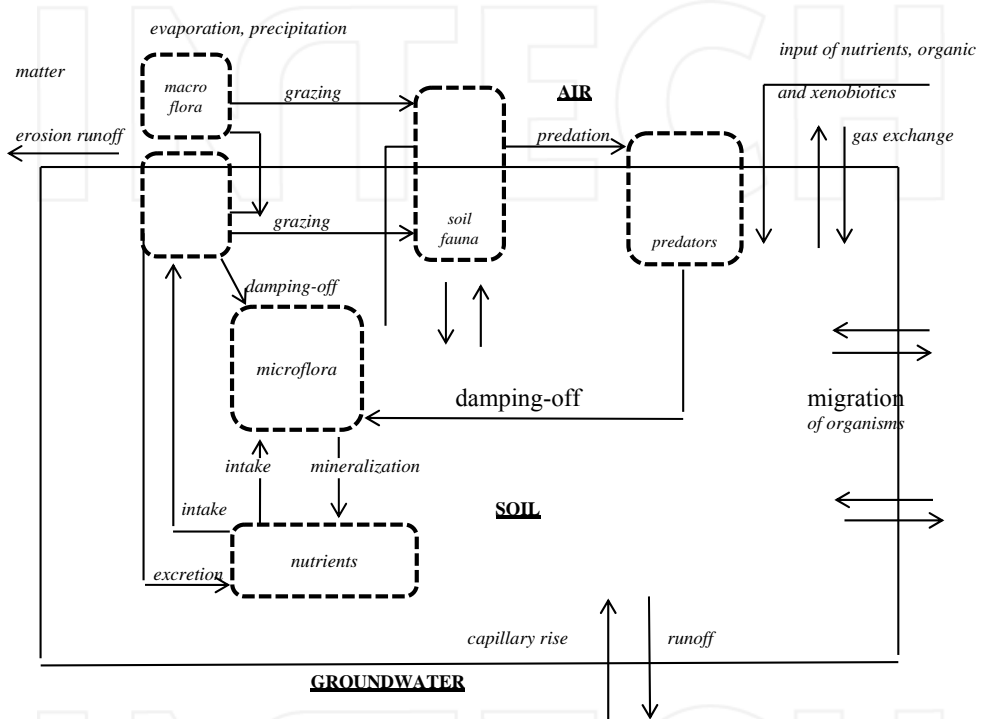 evaporation, precipitation
input of nutrients, organic
matter
macro
flora
grazing
AIR
and xenobiotics
erosion runoff
predation
gas exchange
grazing
soil
fauna
predators
damping-off
microflora
damping-off
migration
of organisms
intake
mineralization
intake
SOIL
nutrients
excretion
capillary rise
runoff
GROUNDWATER
INTECH